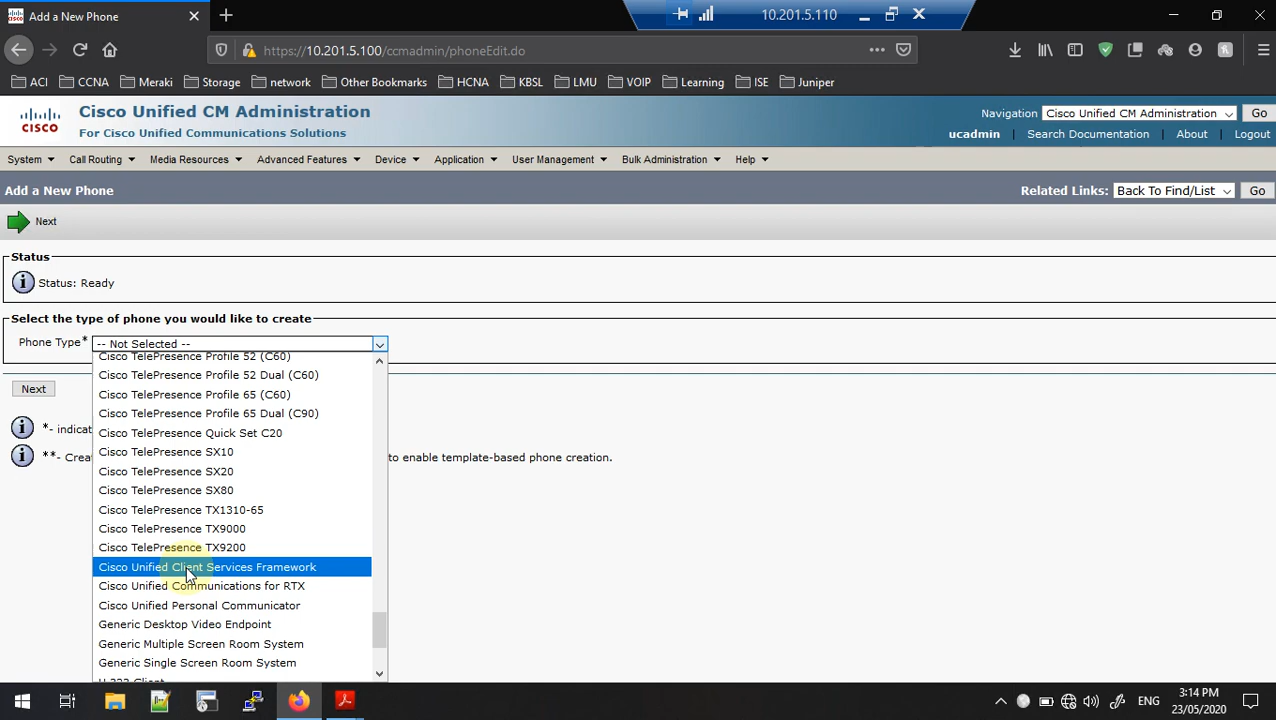 Add a New Phone
10.201.5.110
https://10.201.5.100/ccmadmin/phoneEdit.do
ACI CCNA Meraki Storage network Other Bookmarks HCNA KBSL LMU VOIP Learning ISE Juniper
Cisco Unified CM Administration
For Cisco Unified Communications Solutions
CISCO
Navigation Cisco Unified CM Administration Go
ucadmin | Search Documentation | About | Logout
System Call Routing Media Resources Advanced Features Device Application User Management Bulk Administration Help
Add a New Phone
Related Links: Back To Find/List Go
Next
Status
Status: Ready
Select the type of phone you would like to create
Phone Type* -- Not Selected --
Cisco TelePresence Profile 52 (C60)
Cisco TelePresence Profile 52 Dual (C60)
Cisco TelePresence Profile 65 (C60)
Next
Cisco TelePresence Profile 65 Dual (C90)
*- indicat
Cisco TelePresence Quick Set C20
Cisco TelePresence SX10
**- Crea to enable template-based phone creation.
Cisco TelePresence SX20
Cisco TelePresence SX80
Cisco TelePresence TX1310-65
Cisco TelePresence TX9000
Cisco TelePresence TX9200
Cisco Unified Client Services Framework
Cisco Unified Communications for RTX
Cisco Unified Personal Communicator
Generic Desktop Video Endpoint
Generic Multiple Screen Room System
Generic Single Screen Room System
H.323 Client
ENG
3:14 PM
23/05/2020